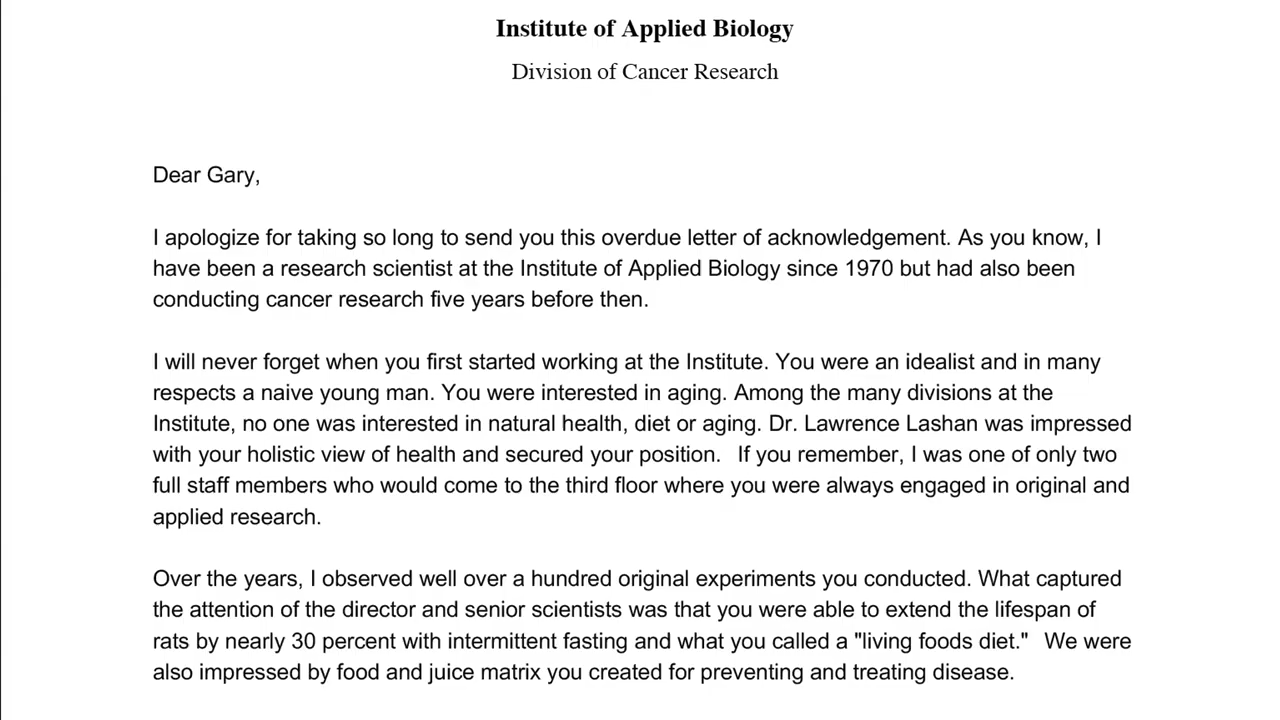 Institute of Applied Biology
Division of Cancer Research
Dear Gary,
I apologize for taking so long to send you this overdue letter of acknowledgement. As you know, I
have been a research scientist at the Institute of Applied Biology since 1970 but had also been
conducting cancer research five years before then.
I will never forget when you first started working at the Institute. You were an idealist and in many
respects a naive young man. You were interested in aging. Among the many divisions at the
Institute, no one was interested in natural health, diet or aging. Dr. Lawrence Lashan was impressed
with your holistic view of health and secured your position. If you remember, I was one of only two
full staff members who would come to the third floor where you were always engaged in original and
applied research.
Over the years, I observed well over a hundred original experiments you conducted. What captured
the attention of the director and senior scientists was that you were able to extend the lifespan of
rats by nearly 30 percent with intermittent fasting and what you called a "living foods diet." We were
also impressed by food and juice matrix you created for preventing and treating disease.